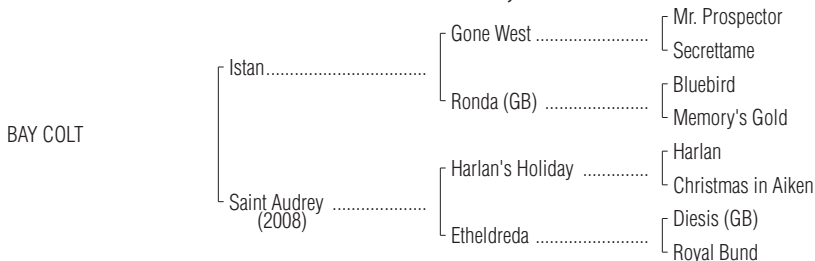 Mr. Prospector
Gone West ........................
Secrettame
Istan..................................
Bluebird
Ronda (GB) ......................
Memory's Gold
BAY COLT
Harlan
Harlan's Holiday ..............
Christmas in Aiken
Saint Audrey ....................
(2008)
Diesis (GB)
Etheldreda ........................
Royal Bund